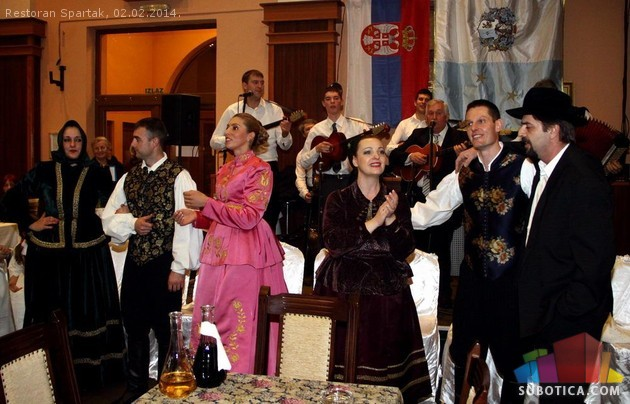 Restoran Spartak, 02.02.2014.
IZLAZ
SUBOTICA.COM